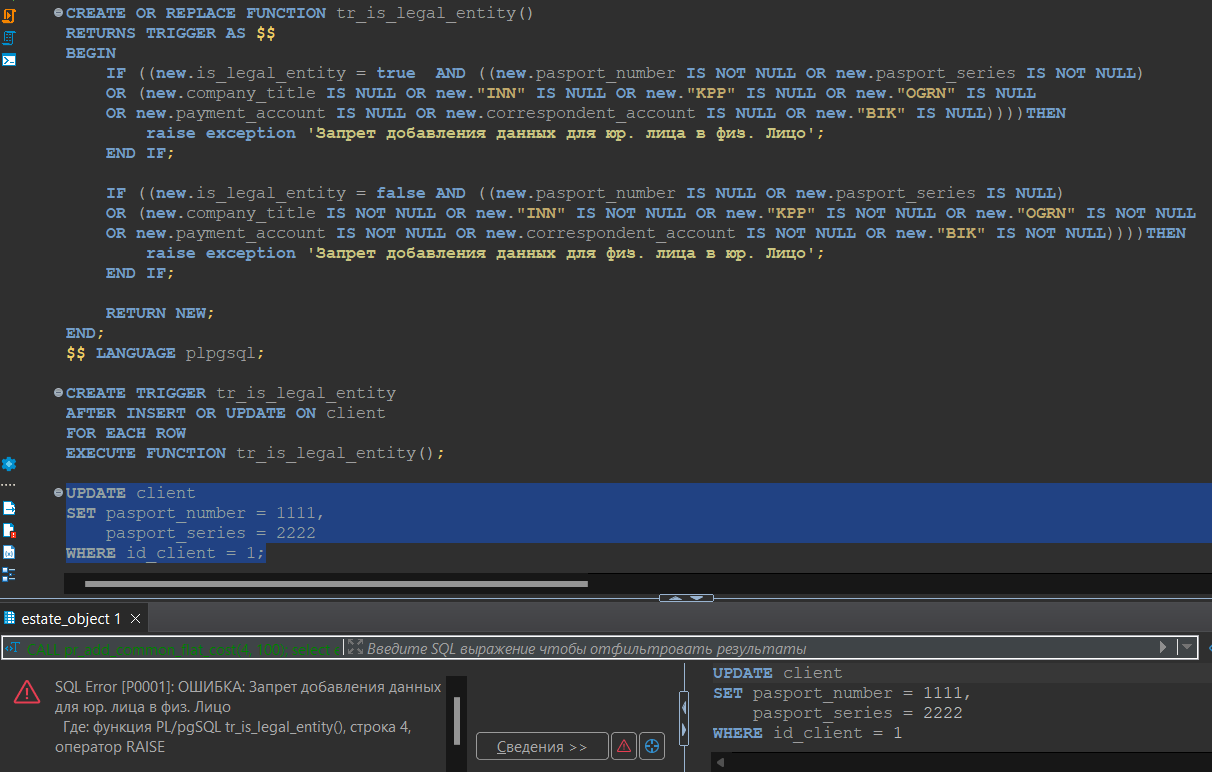 CREATE OR REPLACE FUNCTION tr_is_legal_entity()
RETURNS TRIGGER AS $$
BEGIN
    IF ((new.is_legal_entity = true  AND ((new.pasport_number IS NOT NULL OR new.pasport_series IS NOT NULL)
    OR (new.company_title IS NULL OR new."INN" IS NULL OR new."KPP" IS NULL OR new."OGRN" IS NULL
    OR new.payment_account IS NULL OR new.correspondent_account IS NULL OR new."BIK" IS NULL))))THEN
        raise exception 'Запрет добавления данных для юр. лица в физ. Лицо';
    END IF;
    IF ((new.is_legal_entity = false AND ((new.pasport_number IS NULL OR new.pasport_series IS NULL)
    OR (new.company_title IS NOT NULL OR new."INN" IS NOT NULL OR new."KPP" IS NOT NULL OR new."OGRN" IS NOT NULL
    OR new.payment_account IS NOT NULL OR new.correspondent_account IS NOT NULL OR new."BIK" IS NOT NULL))))THEN
        raise exception 'Запрет добавления данных для физ. лица в юр. Лицо';
    END IF;
    RETURN NEW;
END;
$$ LANGUAGE plpgsql;
CREATE TRIGGER tr_is_legal_entity
AFTER INSERT OR UPDATE ON client
FOR EACH ROW
EXECUTE FUNCTION tr_is_legal_entity();
UPDATE client
SET pasport_number = 1111,
    pasport_series = 2222
WHERE id_client = 1;
estate_object 1
CALL pr_add_common_flat_cost(4, 100);select Введите SQL выражение чтобы отфильтровать результаты
SQL Error [P0001]: ОШИБКА: Запрет добавления данных
для юр. лица в физ. Лицо
  Где: функция PL/pgSQL tr_is_legal_entity(), строка 4,
оператор RAISE
Сведения >>
UPDATE client
SET pasport_number = 1111,
    pasport_series = 2222
WHERE id_client = 1